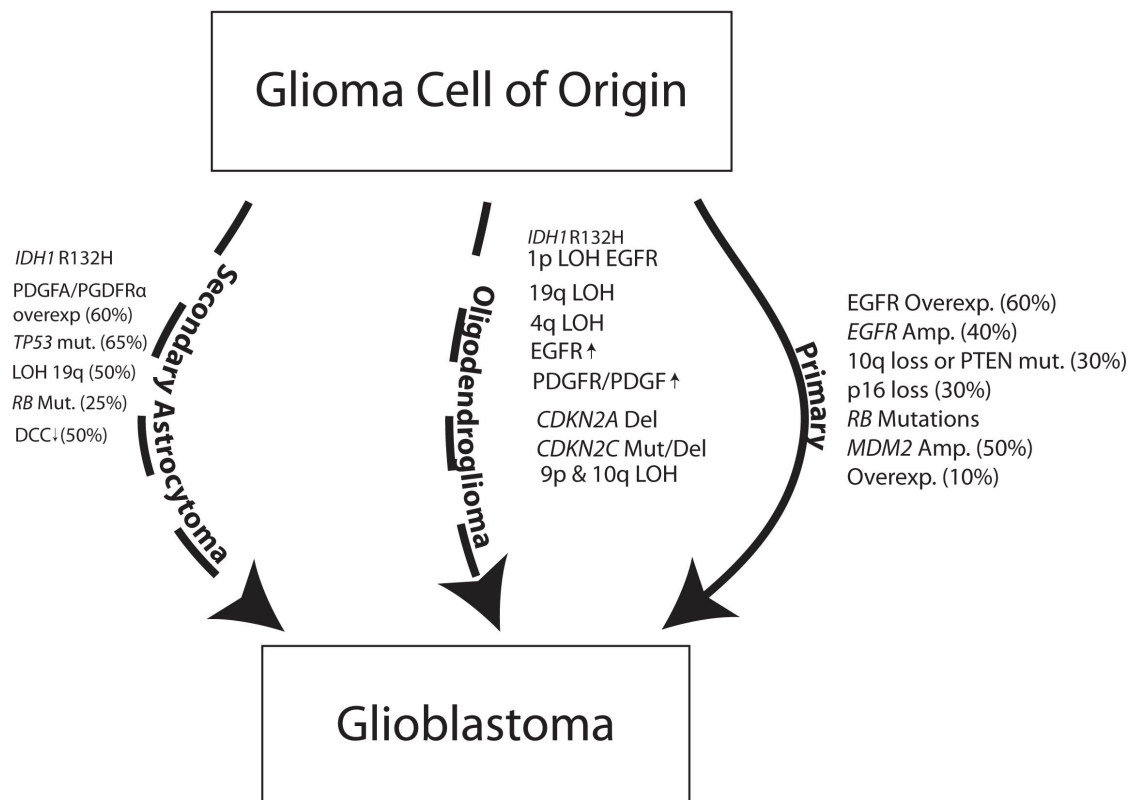 Glioma Cell of Origin
IDH1 R132H
PDGFA/PGDFRα
overexp (60%)
TP53 mut. (65%)
LOH 19q (50%)
RB Mut. (25%)
DCC↓(50%)
Secondary Astrocytoma
Oligodendroglioma
IDH1 R132H
1p LOH EGFR
19q LOH
4q LOH
EGFR↑
PDGFR/PDGF↑
CDKN2A Del
CDKN2C Mut/Del
9p & 10q LOH
Primary
EGFR Overexp. (60%)
EGFR Amp. (40%)
10q loss or PTEN mut. (30%)
p16 loss (30%)
RB Mutations
MDM2 Amp. (50%)
Overexp. (10%)
Glioblastoma